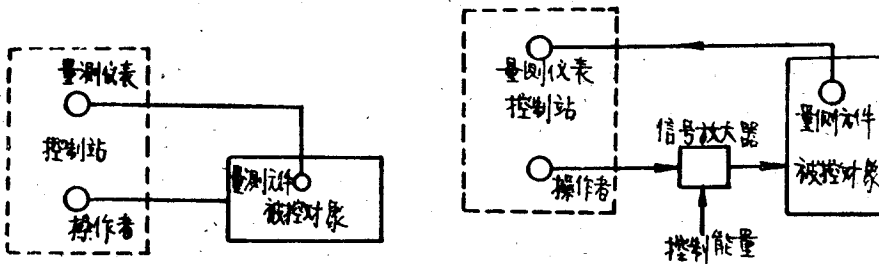 量测仪表
控制站
操作者
量测元件
被控对象
量测仪表
控制站
操作者
信号放大器
控制能量
量侧元件
被控对象